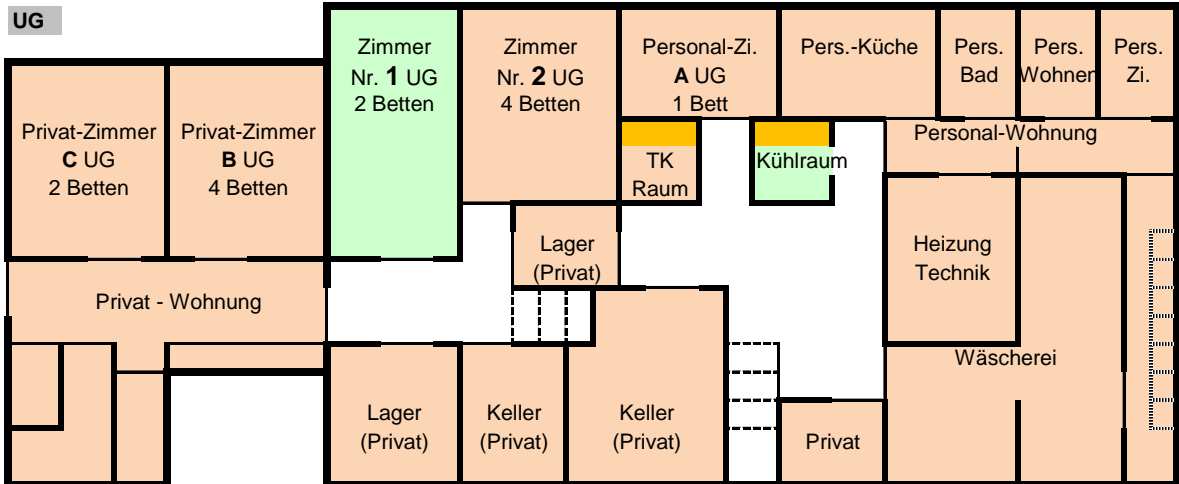 UG
Zimmer
Nr. 1 UG
2 Betten
Zimmer
Nr. 2 UG
4 Betten
Personal-Zi.
A UG
1 Bett
Pers.-Küche
Pers.
Bad
Pers.
Wohnen
Pers.
Zi.
Privat-Zimmer
C UG
2 Betten
Privat-Zimmer
B UG
4 Betten
TK
Raum
Kühlraum
Personal-Wohnung
Lager
(Privat)
Heizung
Technik
Privat - Wohnung
Wäscherei
Lager
(Privat)
Keller
(Privat)
Keller
(Privat)
Privat